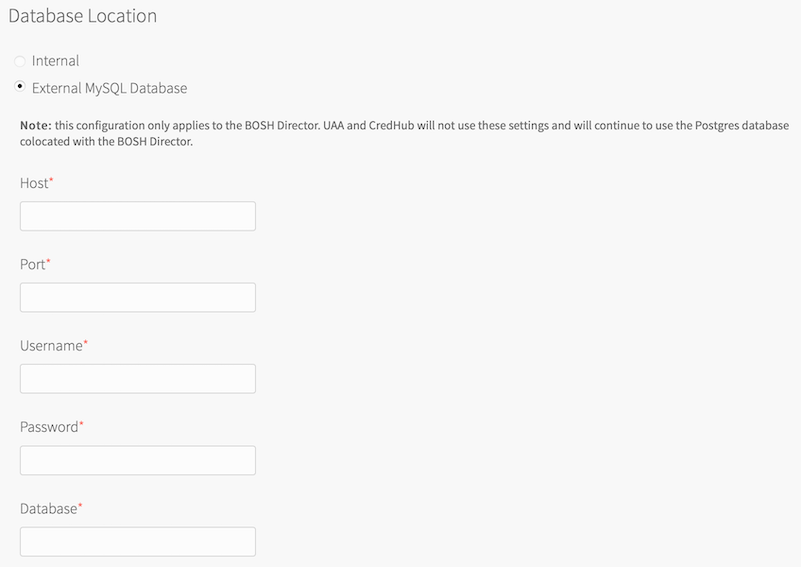 Database Location
Internal
External MySQL Database
Note: this configuration only applies to the BOSH Director. UAA and CredHub will not use these settings and will continue to use the Postgres database
colocated with the BOSH Director.
Host*
Port*
Username*
Password*
Database*